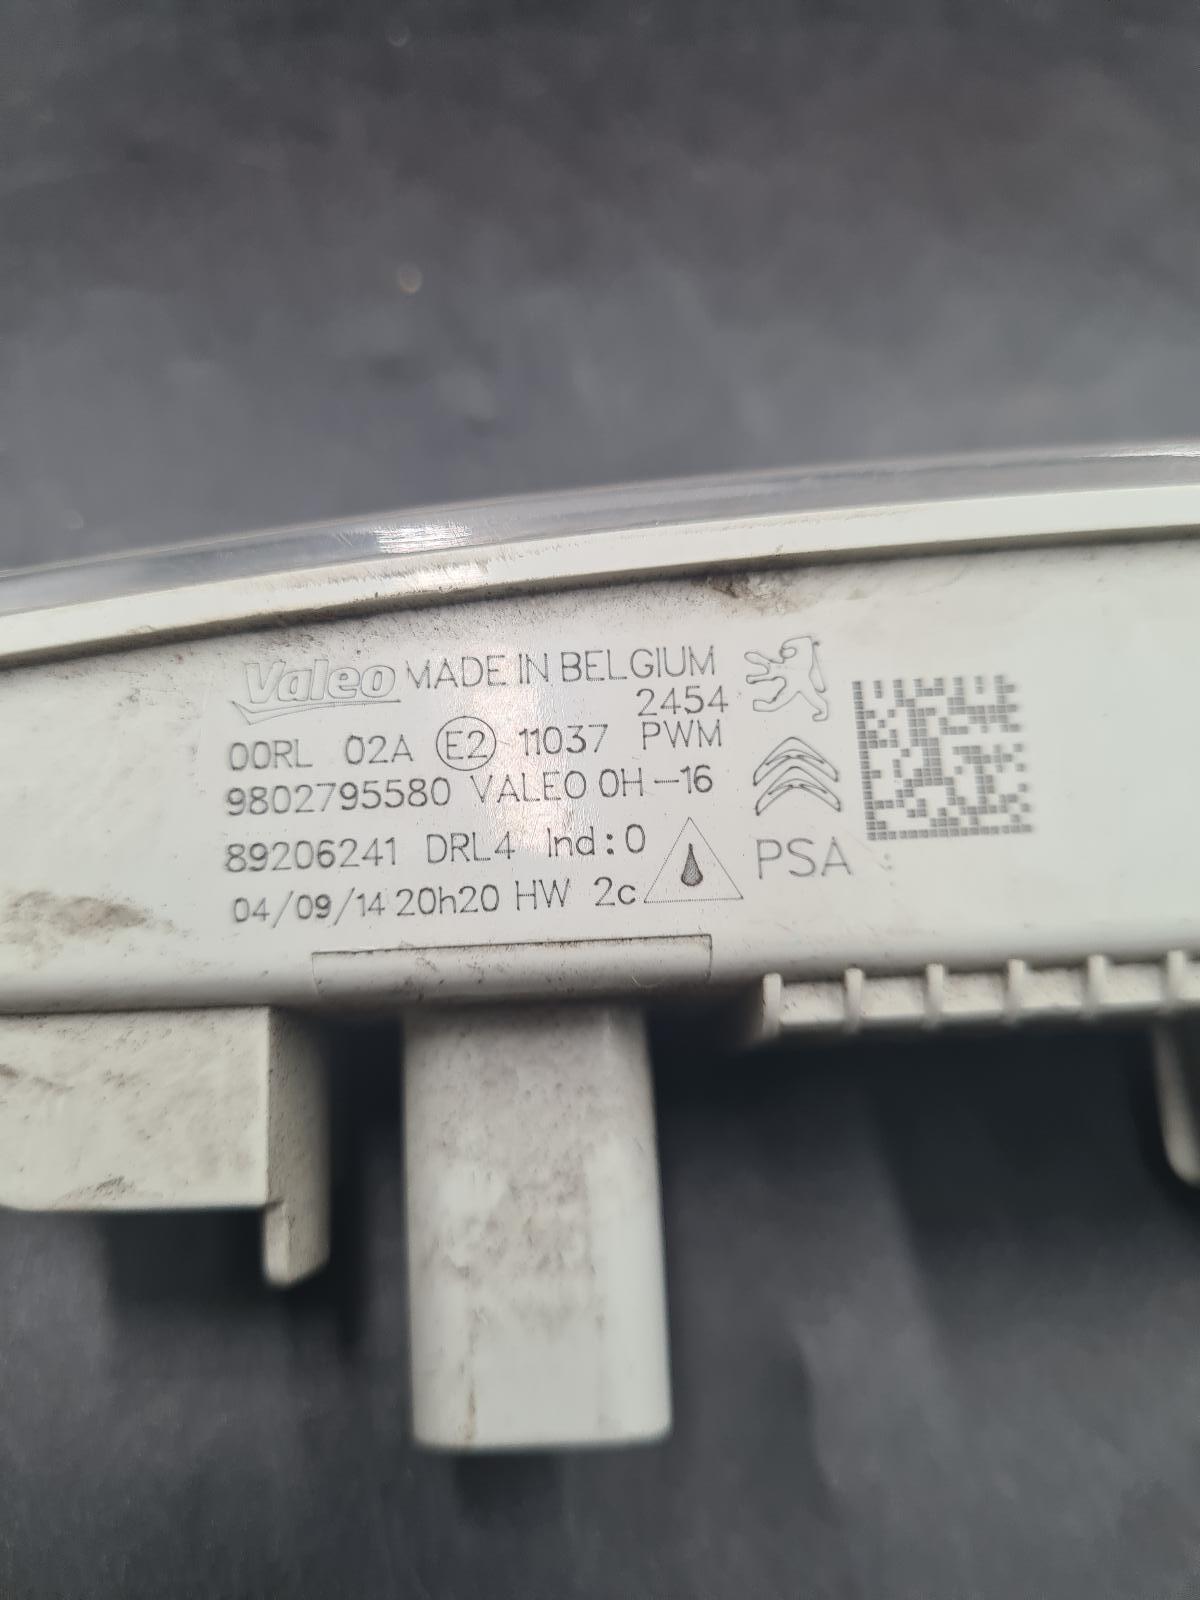 Valeo MADE IN BELGIUM
2454
00RL 02A E2 11037 PWM
9802795580 VALEO 0H-16
89206241 DRL4 Ind:0
04/09/14 20h20 HW 2c
PSA